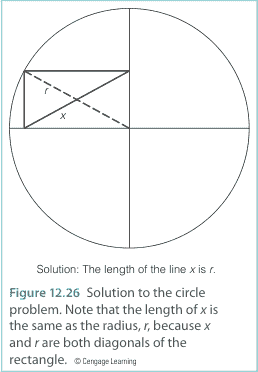 r
x
Solution: The length of the line x is r.
Figure 12.26 Solution to the circle
problem. Note that the length of x is
the same as the radius, r, because x
and r are both diagonals of the
rectangle. © Cengage Learning